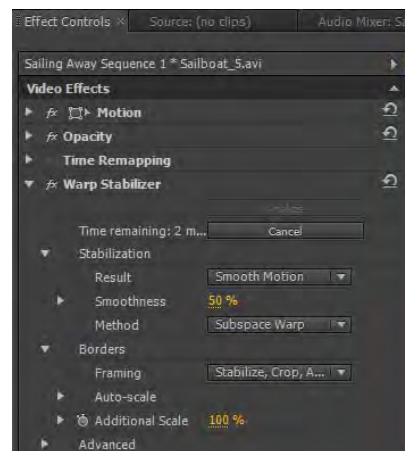 Effect Controls × Source: (no clips) Audio Mixer: Sa
Sailing Away Sequence 1 * Sailboat_5.avi
Video Effects
fx Motion
fx Opacity
Time Remapping
fx Warp Stabilizer
Time remaining: 2 m... Cancel
Stabilization
Result Smooth Motion
Smoothness 50 %
Method Subspace Warp
Borders
Framing Stabilize, Crop, A...
Auto-scale
Additional Scale 100 %
Advanced